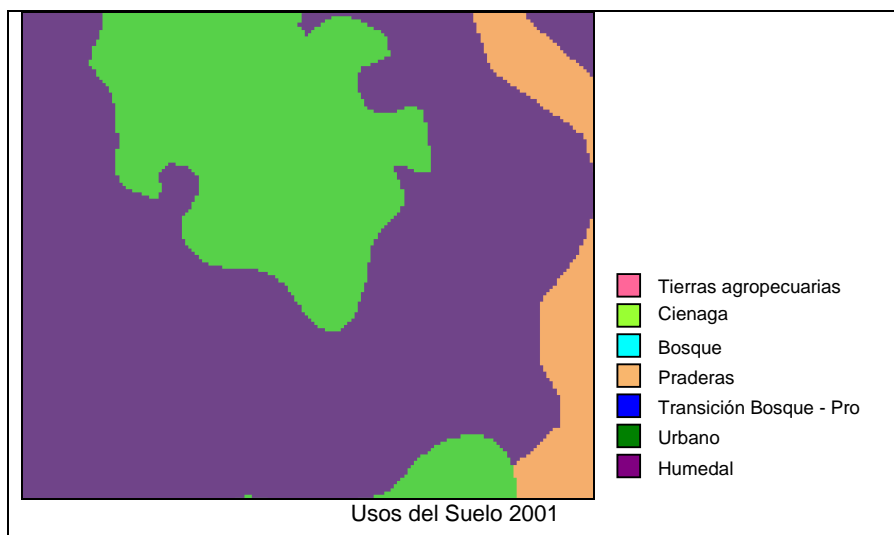 Tierras agropecuarias
Cienaga
Bosque
Praderas
Transición Bosque - Pro
Urbano
Humedal
Usos del Suelo 2001